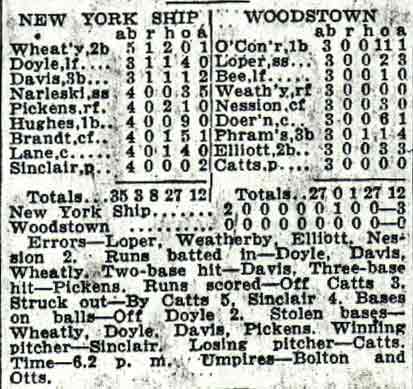 NEW YORK SHIP
ab r h o a
Wheat'y,2b 5 1 2 0 1
Doyle,lf.... 3 1 1 4 0
Davis,3b... 3 1 1 1 2
Narleski,ss 4 0 0 3 5
Pickens,rf. 4 0 2 1 0
Hughes,1b.. 4 0 0 9 0
Brandt,cf.. 4 0 1 5 1
Lane,c..... 4 0 1 4 0
Sinclair,p.. 4 0 0 0 2
Totals...35 3 8 27 12
WOODSTOWN
ab r h o a
O'Con'r,1b 3 0 0 11 1
Loper,ss... 3 0 0 2 3
Bee,lf..... 3 0 0 1 0
Weath'y,rf 3 0 0 0 0
Nession,cf 3 0 0 3 0
Doer'n,c.. 3 0 0 6 1
Phram's,3b 3 0 1 1 4
Elliott,2b.. 3 0 0 3 3
Catts,p.... 3 0 0 0 0
Totals..27 0 1 27 12
New York Ship....... 2 0 0 0 0 0 1 0 0—3
Woodstown .......... 0 0 0 0 0 0 0 0 0—0
Errors—Loper, Weatherby, Elliott, Nes-
sion 2. Runs batted in—Doyle, Davis,
Wheatly. Two-base hit—Davis, Three-base
hit—Pickens. Runs scored—Off Catts 3.
Struck out—By Catts 5, Sinclair 4. Bases
on balls—Off Doyle 2. Stolen bases—
Wheatly, Doyle, Davis, Pickens. Winning
pitcher—Sinclair. Losing pitcher—Catts.
Time—6.2 p. m. Umpires—Bolton and
Otts.